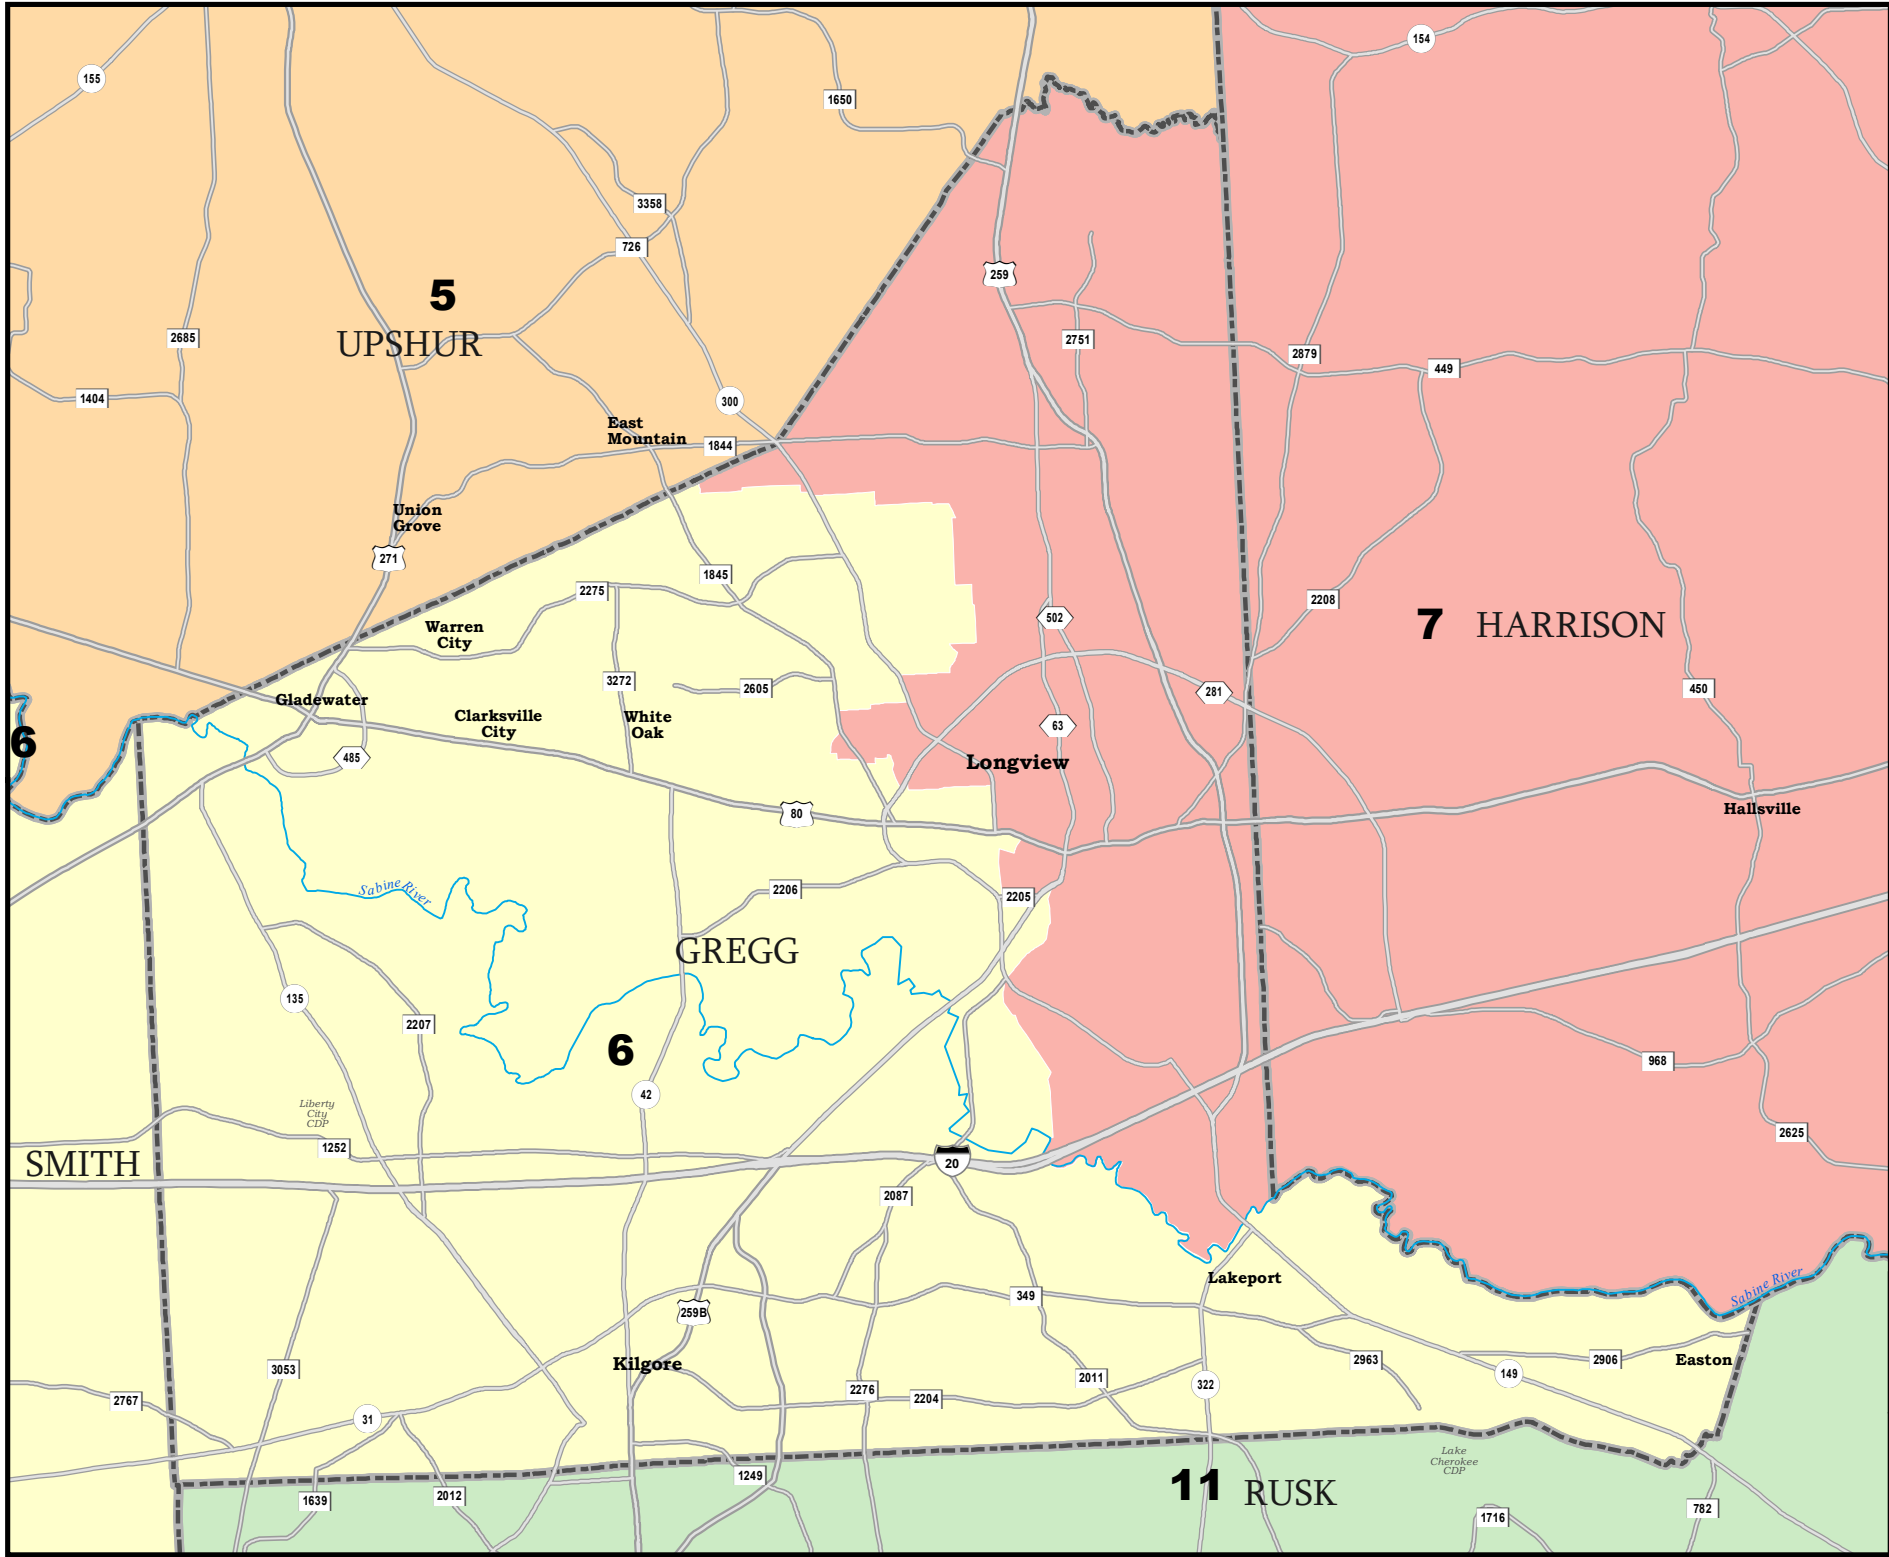 154
155
1650
3358
726
259
5
UPSHUR
2685
2751
2879
449
1404
300
East
Mountain
1844
Union
Grove
271
1845
2275
2208
502
7 HARRISON
Warren
City
3272
2605
281
450
Gladewater
Clarksville
City
White
Oak
63
6
485
Longview
80
Hallsville
Sabine River
2206
2205
GREGG
135
2207
6
968
42
Liberty
City
CDP
2625
1252
SMITH
20
2087
Lakeport
Sabine River
349
259B
Kilgore
2963
2906
Easton
3053
149
2011
322
2276
2204
2767
31
Lake
Cherokee
CDP
1249
11 RUSK
1639
2012
782
1716